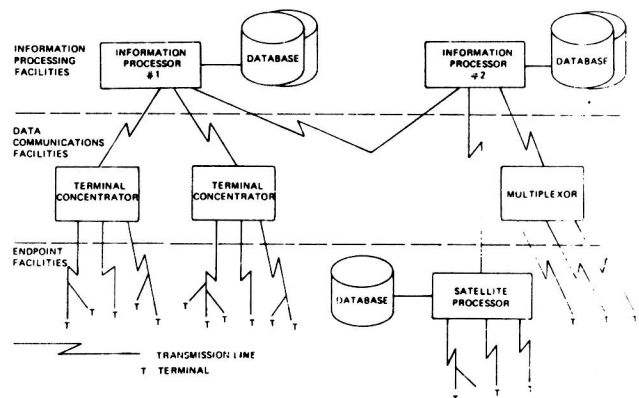 INFORMATION
PROCESSING
FACILITIES
INFORMATION
PROCESSOR
#1
DATABASE
INFORMATION
PROCESSOR
#2
DATABASE
DATA
COMMUNICATIONS
FACILITIES
TERMINAL
CONCENTRATOR
TERMINAL
CONCENTRATOR
MULTIPLEXOR
ENDPOINT
FACILITIES
DATABASE
SATELLITE
PROCESSOR
T T T T T T T T T T T T
T T T
TRANSMISSION LINE
T TERMINAL